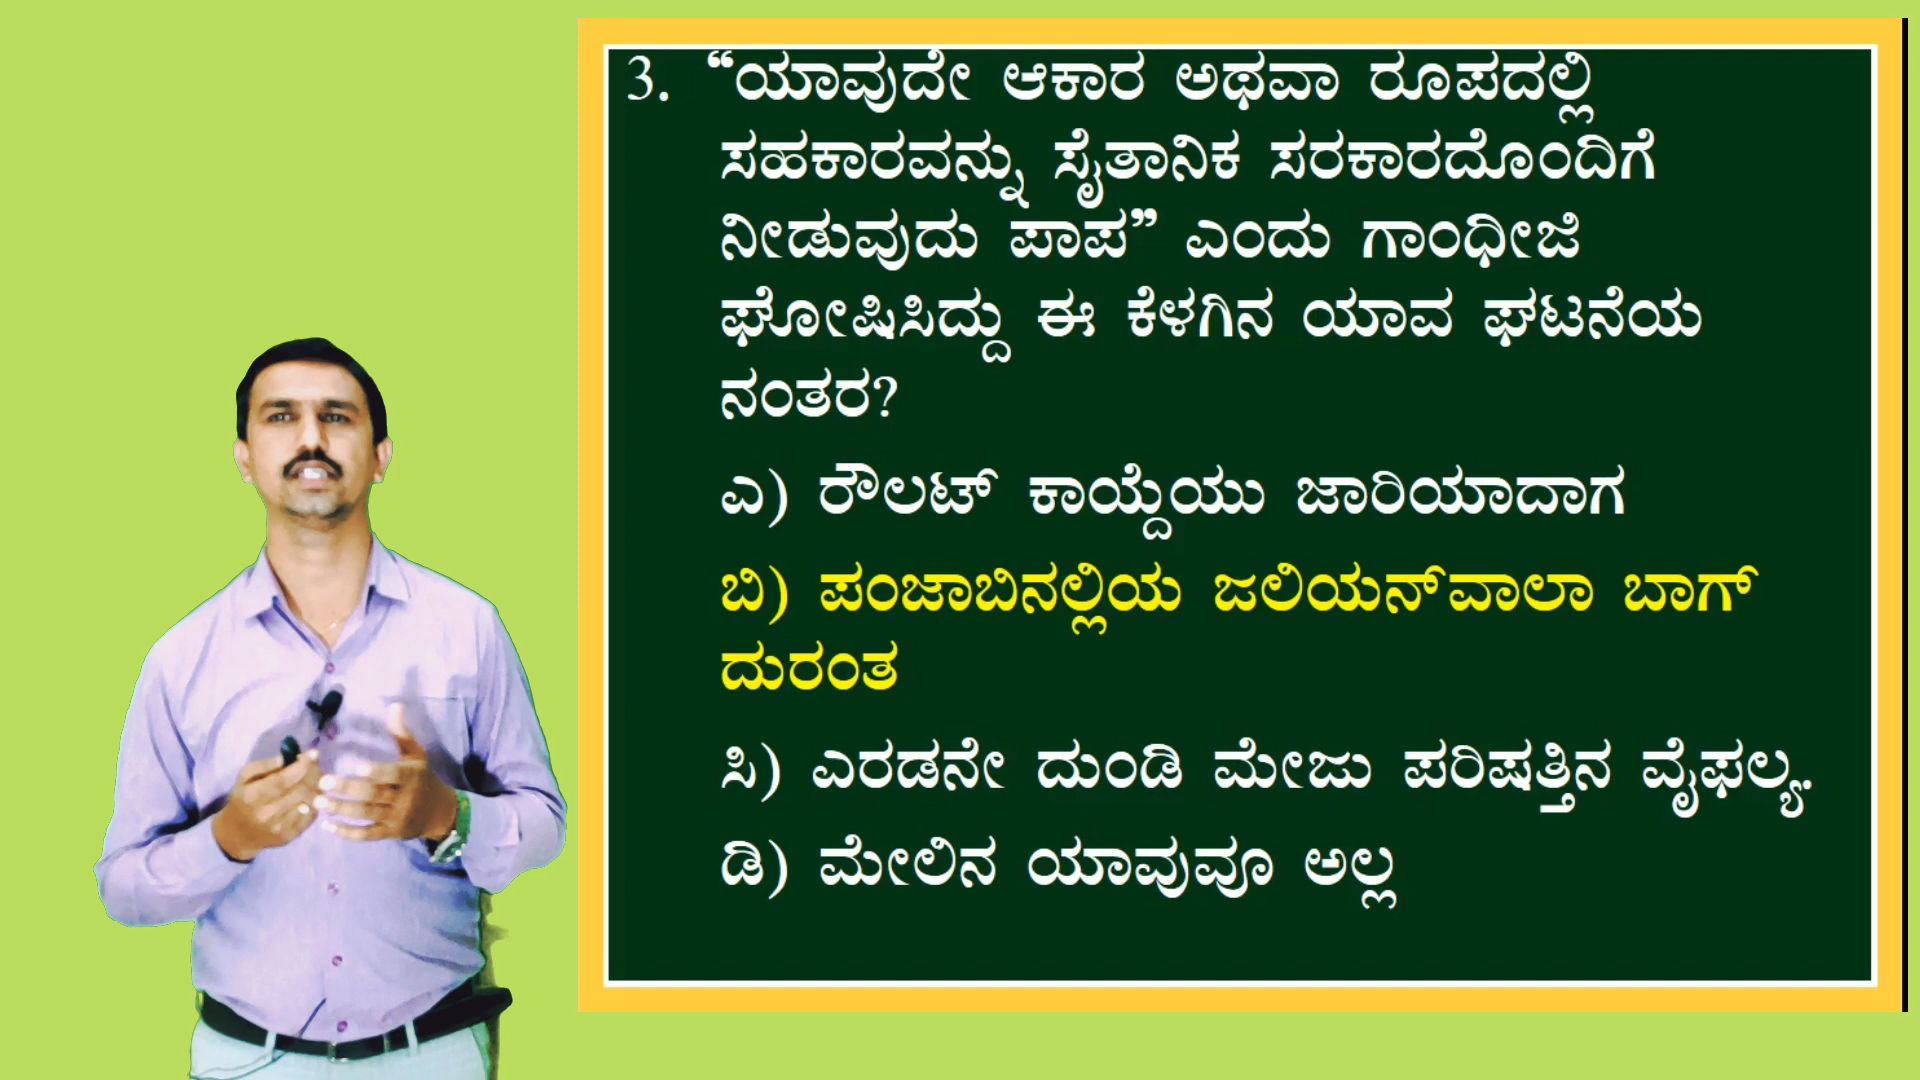 3. “ಯಾವುದೇ ಆಕಾರ ಅಥವಾ ರೂಪದಲ್ಲಿ
ಸಹಕಾರವನ್ನು ಸೈತಾನಿಕ ಸರಕಾರದೊಂದಿಗೆ
ನೀಡುವುದು ಪಾಪ” ಎಂದು ಗಾಂಧೀಜಿ
ಘೋಷಿಸಿದ್ದು ಈ ಕೆಳಗಿನ ಯಾವ ಘಟನೆಯ
ನಂತರ?
ಎ) ರೌಲಟ್ ಕಾಯ್ದೆಯು ಜಾರಿಯಾದಾಗ
ಬಿ) ಪಂಜಾಬಿನಲ್ಲಿಯ ಜಲಿಯನ್‌ವಾಲಾ ಬಾಗ್
ದುರಂತ
ಸಿ) ಎರಡನೇ ದುಂಡಿ ಮೇಜು ಪರಿಷತ್ತಿನ ವೈಫಲ್ಯ.
ಡಿ) ಮೇಲಿನ ಯಾವುವೂ ಅಲ್ಲ